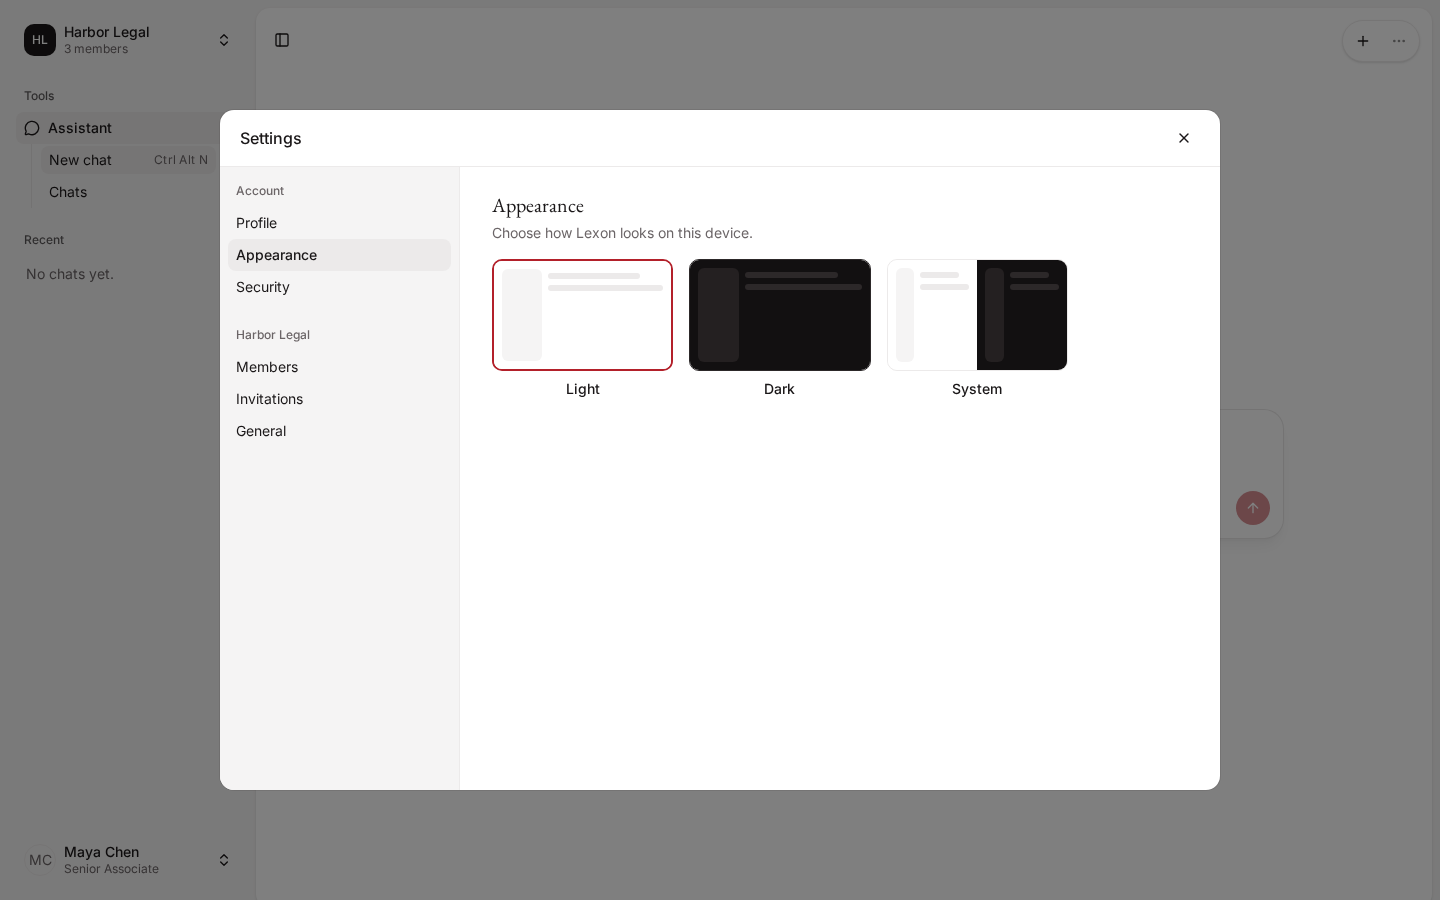 HL
Harbor Legal
3 members
Tools
Assistant
New chat Ctrl Alt N
Chats
Recent
No chats yet.
MC
Maya Chen
Senior Associate
Settings
Account
Profile
Appearance
Security
Harbor Legal
Members
Invitations
General
Appearance
Choose how Lexon looks on this device.
Light Dark System